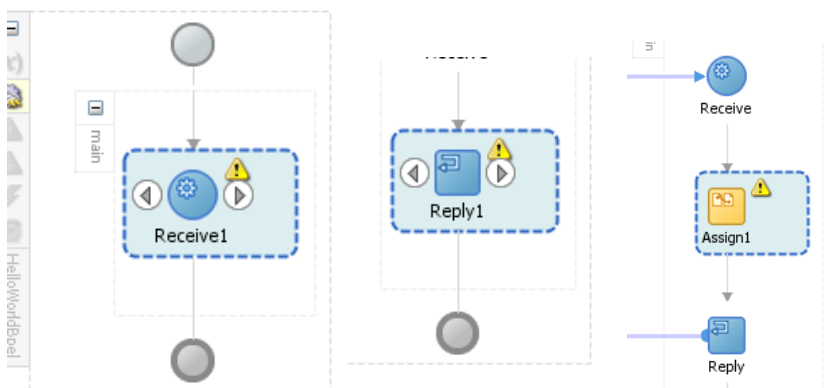 main
Receive1
HelloWorldBpel
Reply1
Receive
Assign1
Reply